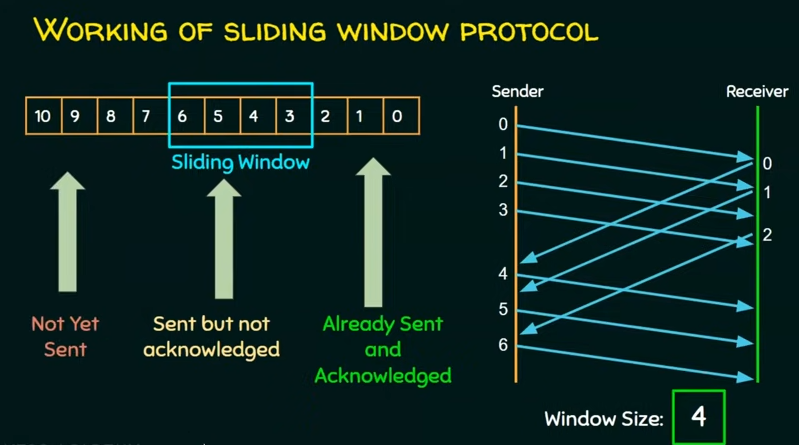 WORKING OF SLIDING WINDOW PROTOCOL
10 9 8 7 6 5 4 3 2 1 0
Sliding Window
Not Yet
Sent
Sent but not
acknowledged
Already Sent
and
Acknowledged
Sender
Receiver
0
1
2
3
4
5
6
0
1
2
Window Size: 4